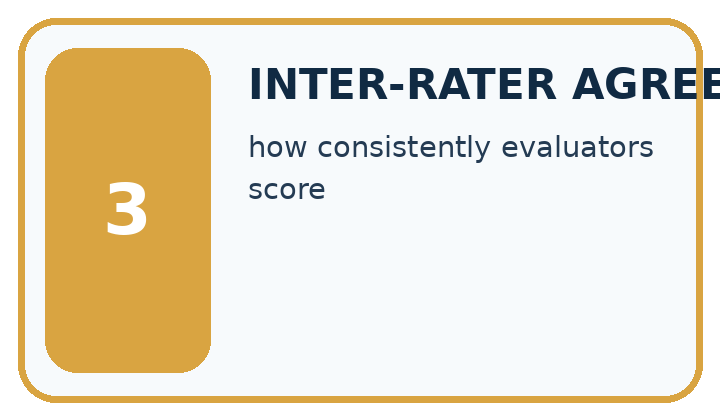 3
INTER-RATER AGREE
how consistently evaluators
score